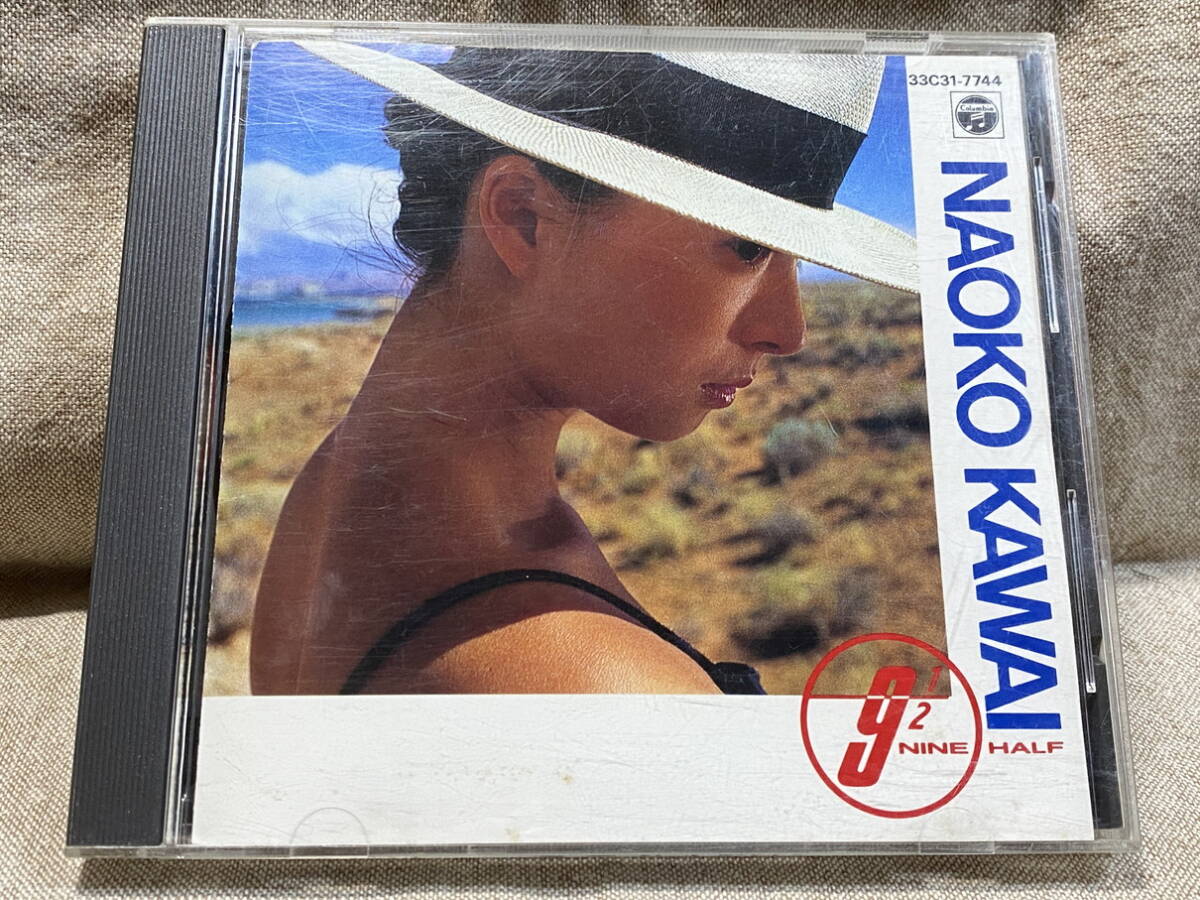 33C31-7744
Columbia
NAOKO KAWAI
9 1/2
NINE HALF